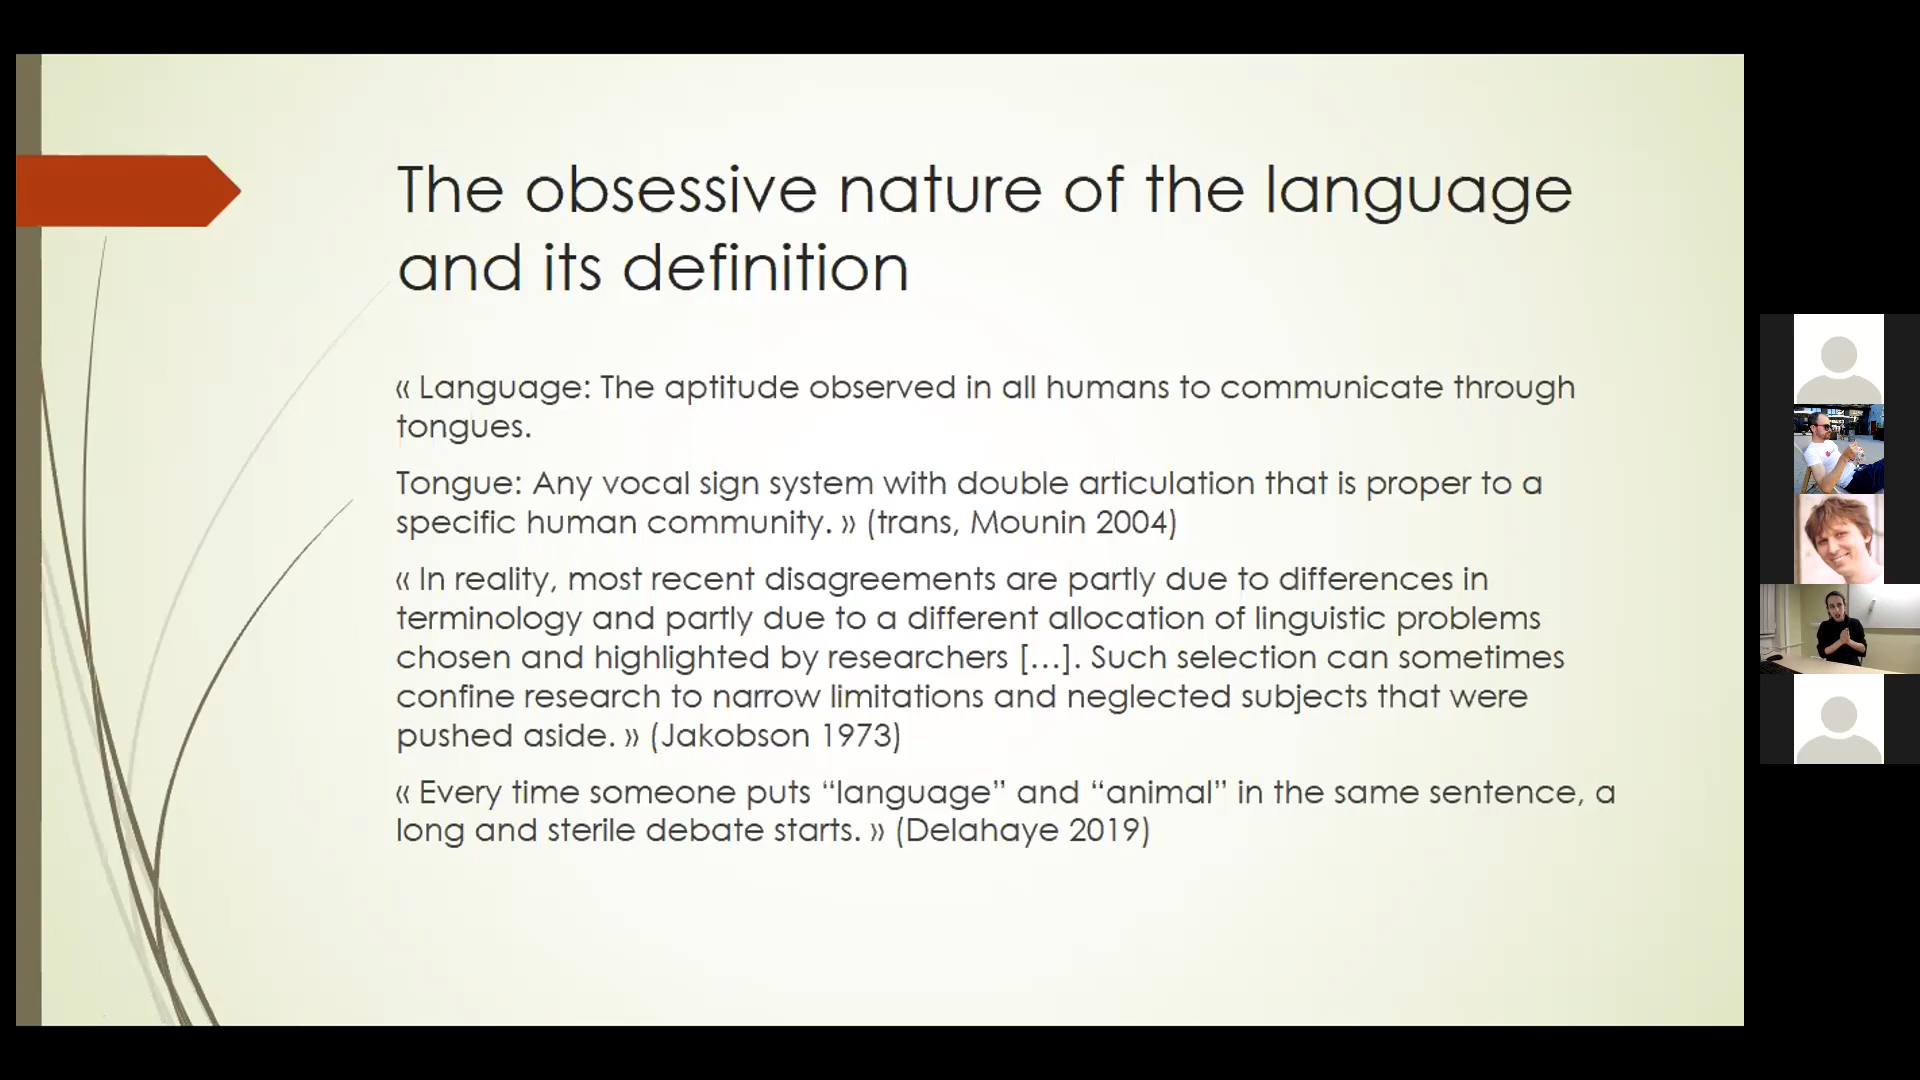 The obsessive nature of the language
and its definition
« Language: The aptitude observed in all humans to communicate through
tongues.
Tongue: Any vocal sign system with double articulation that is proper to a
specific human community. » (trans, Mounin 2004)
« In reality, most recent disagreements are partly due to differences in
terminology and partly due to a different allocation of linguistic problems
chosen and highlighted by researchers […]. Such selection can sometimes
confine research to narrow limitations and neglected subjects that were
pushed aside. » (Jakobson 1973)
« Every time someone puts “language” and “animal” in the same sentence, a
long and sterile debate starts. » (Delahaye 2019)